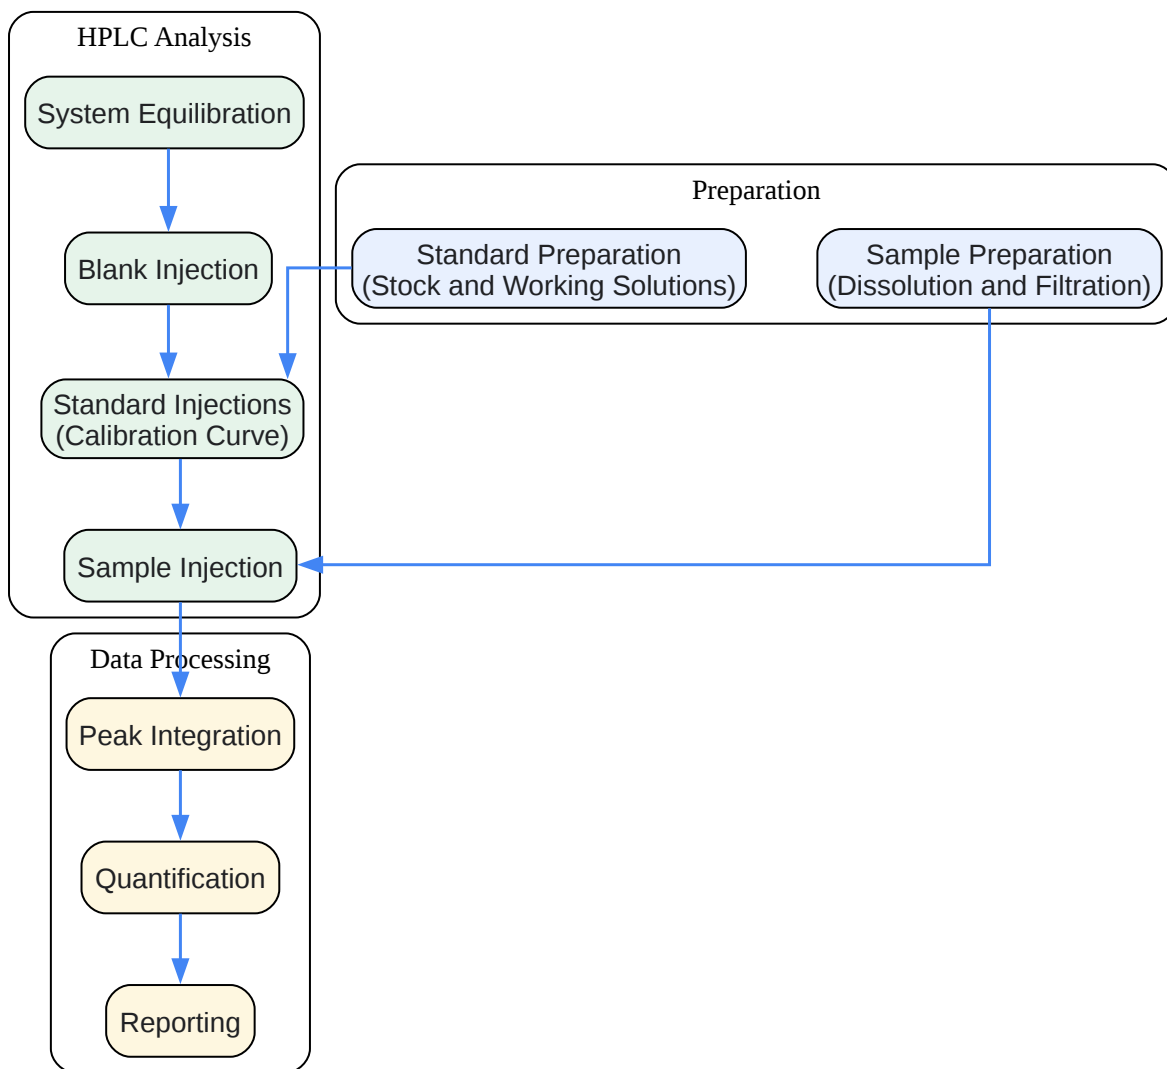 HPLC Analysis
System Equilibration
Blank Injection
Standard Injections
(Calibration Curve)
Sample Injection
Preparation
Standard Preparation
(Stock and Working Solutions)
Sample Preparation
(Dissolution and Filtration)
Data Processing
Peak Integration
Quantification
Reporting